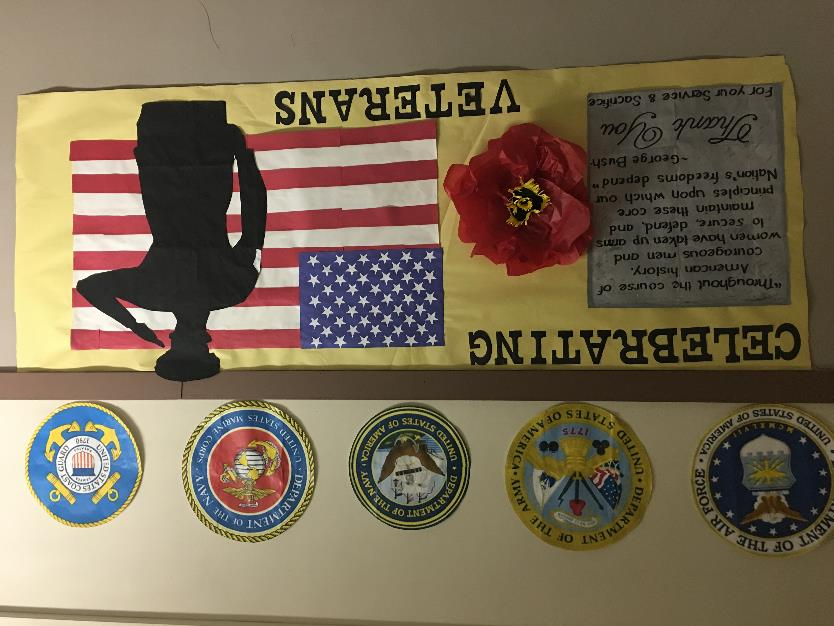 MENT OF THE AIR FORCE
UNITED STATES OF AMERICA
MCMXLVII
DEPARTMENT OF THE ARMY
UNITED STATES OF AMERICA
1775
DEPARTMENT OF THE NAVY
UNITED STATES OF AMERICA
DEPARTMENT OF THE NAVY
UNITED STATES MARINE CORPS
UNITED STATES COAST GUARD
1790
CELEBRATING
"Throughout the course of
American history,
courageous men and
women have taken up arms
to secure, defend, and
maintain these core
principles upon which our
Nation's freedoms depend"
~George Bush~
Thank You
For your Service & Sacrifice
VETERANS